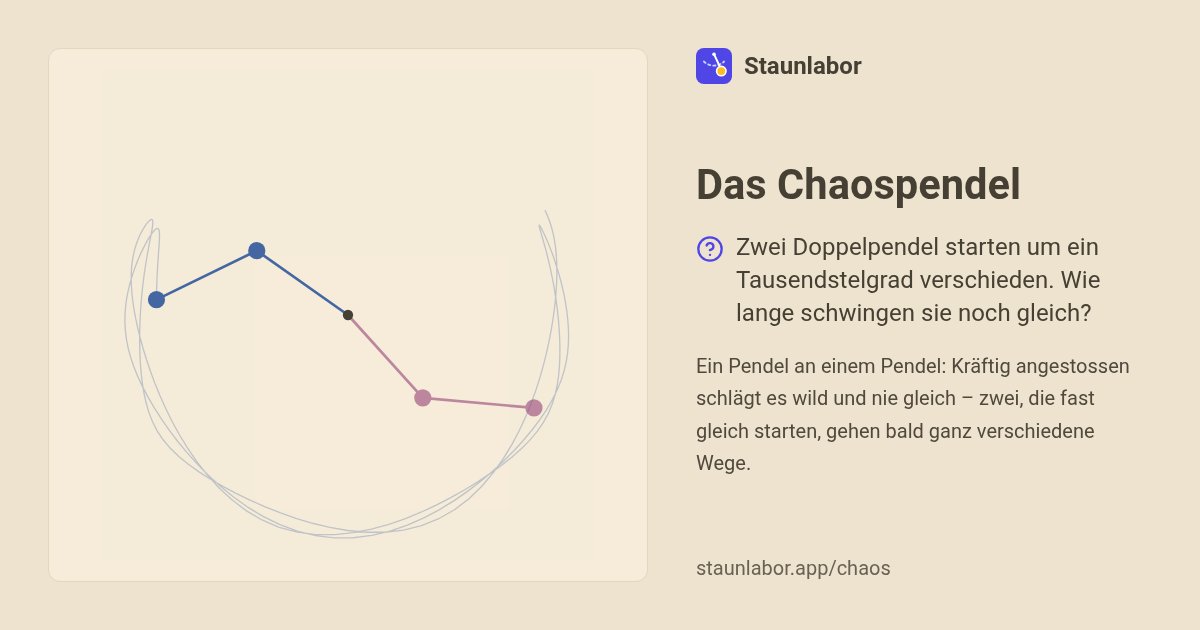 Staunlabor
Das Chaospendel
Zwei Doppelpendel starten um ein
Tausendstelgrad verschieden. Wie
lange schwingen sie noch gleich?
Ein Pendel an einem Pendel: Kräftig angestossen
schlägt es wild und nie gleich – zwei, die fast
gleich starten, gehen bald ganz verschiedene
Wege.
staunlabor.app/chaos